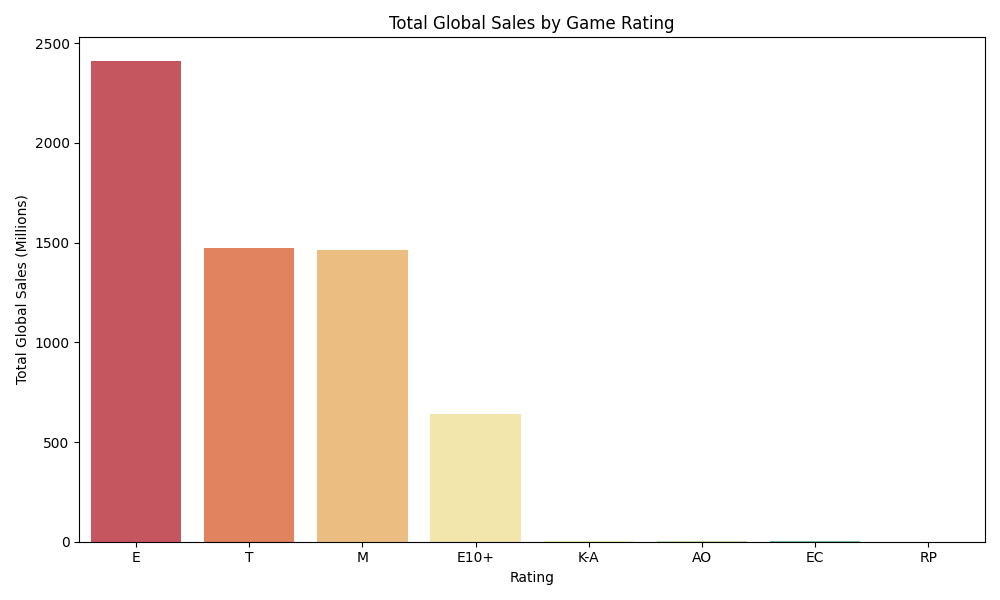 Total Global Sales by Game Rating
Total Global Sales (Millions)
2500
2000
1500
1000
500
0
E T M E10+ K-A AO EC RP
Rating